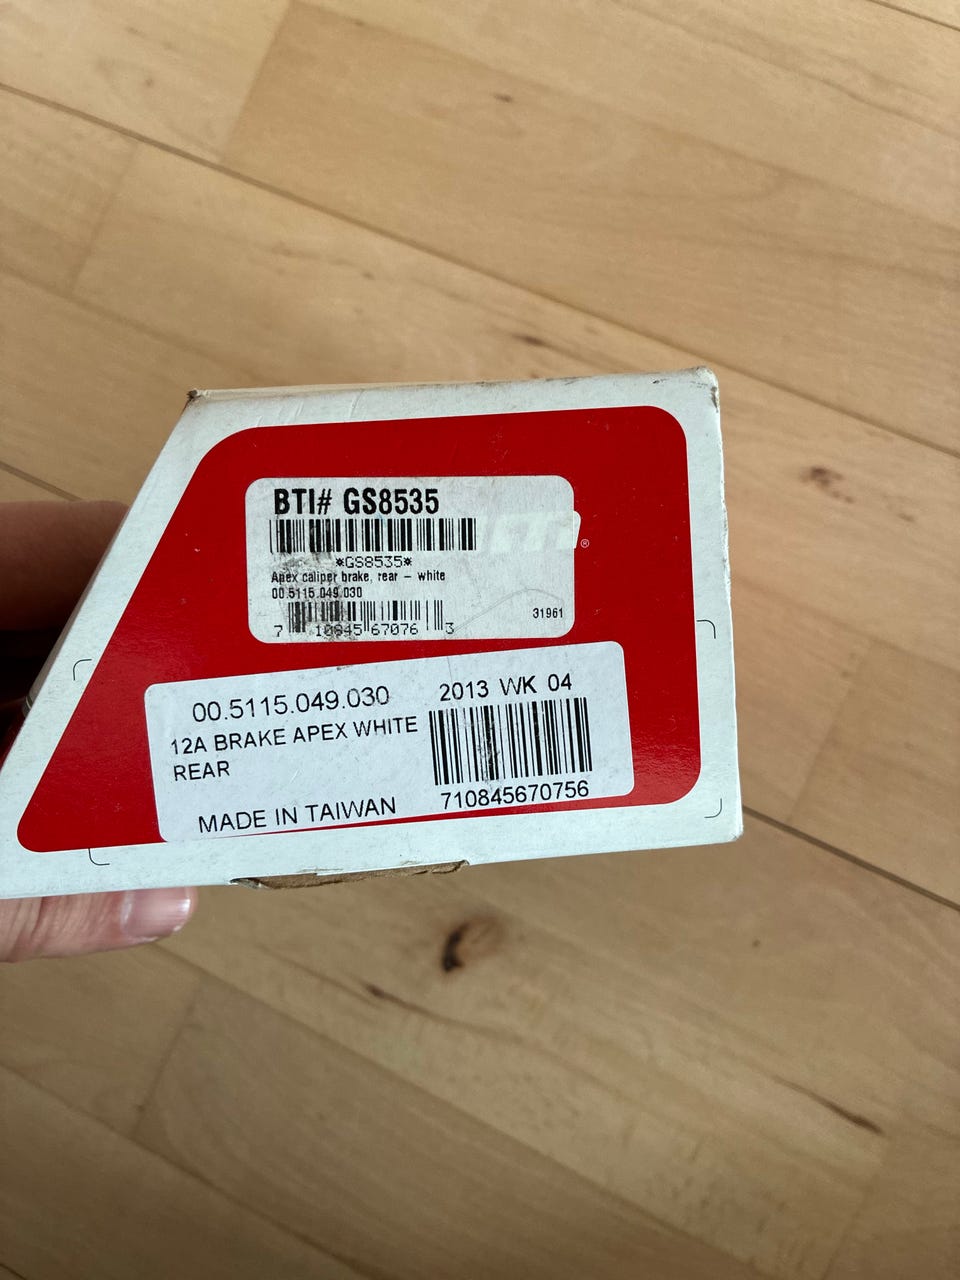 BTI# GS8535
*GS8535*
Apex caliper brake, rear – white
00.5115.049.030
7 10845 67076 3
31961
®
00.5115.049.030
2013 WK 04
12A BRAKE APEX WHITE
REAR
MADE IN TAIWAN
710845670756